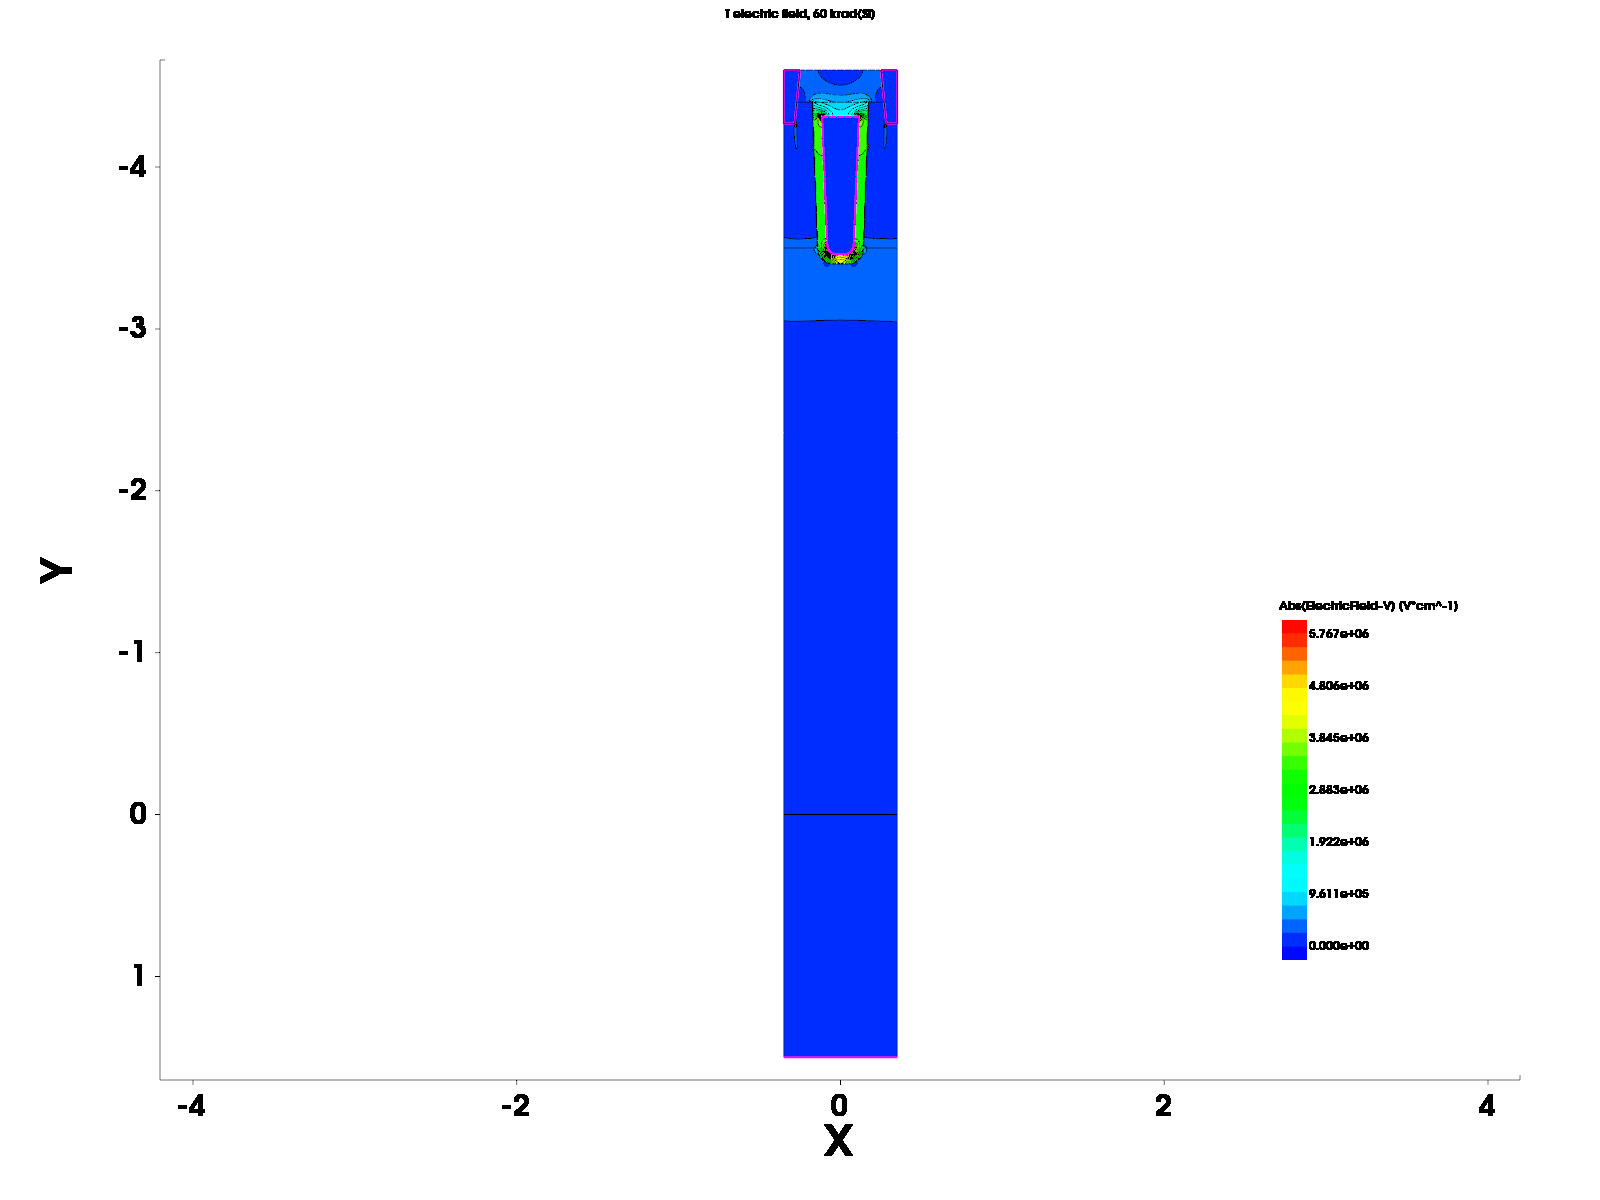 T electric field, 60 krad(Si)
-4
-3
-2
-1
0
1
Y
-4
-2
0
2
4
X
Abs(ElectricField-V) (V*cm^-1)
5.767e+06
4.806e+06
3.845e+06
2.883e+06
1.922e+06
9.611e+05
0.000e+00